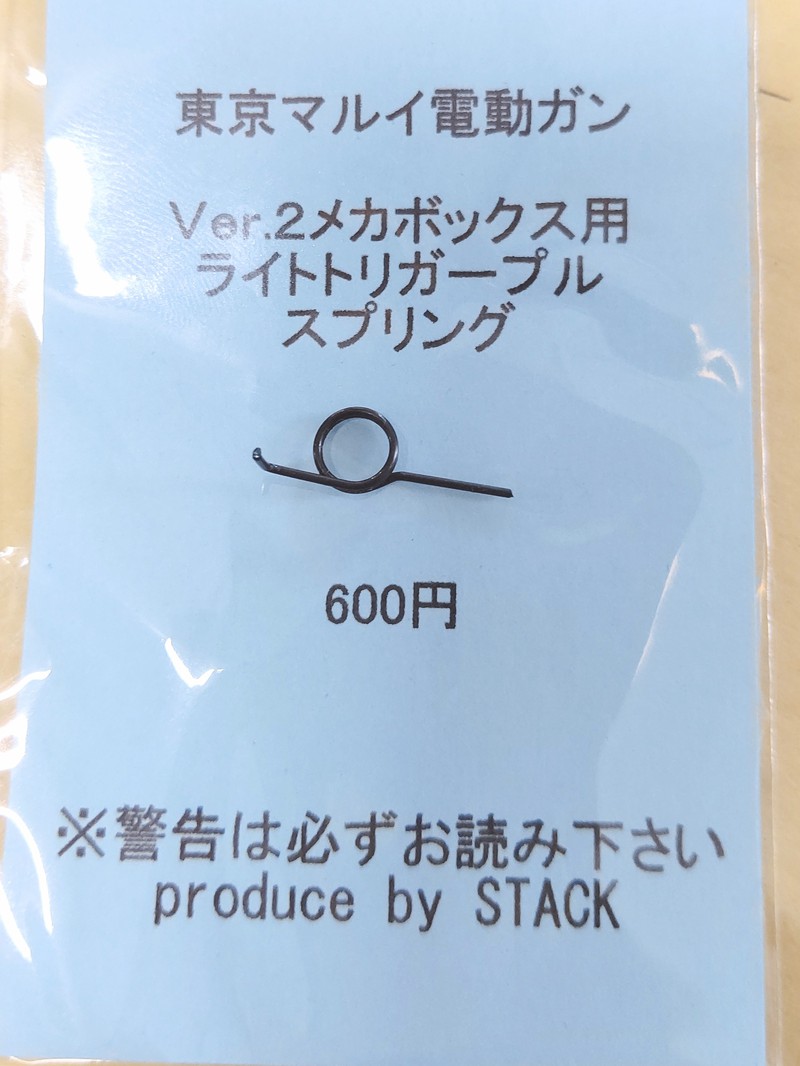 東京マルイ電動ガン
Ver.2メカボックス用
ライトトリガープル
スプリング
600円
※警告は必ずお読み下さい
produce by STACK